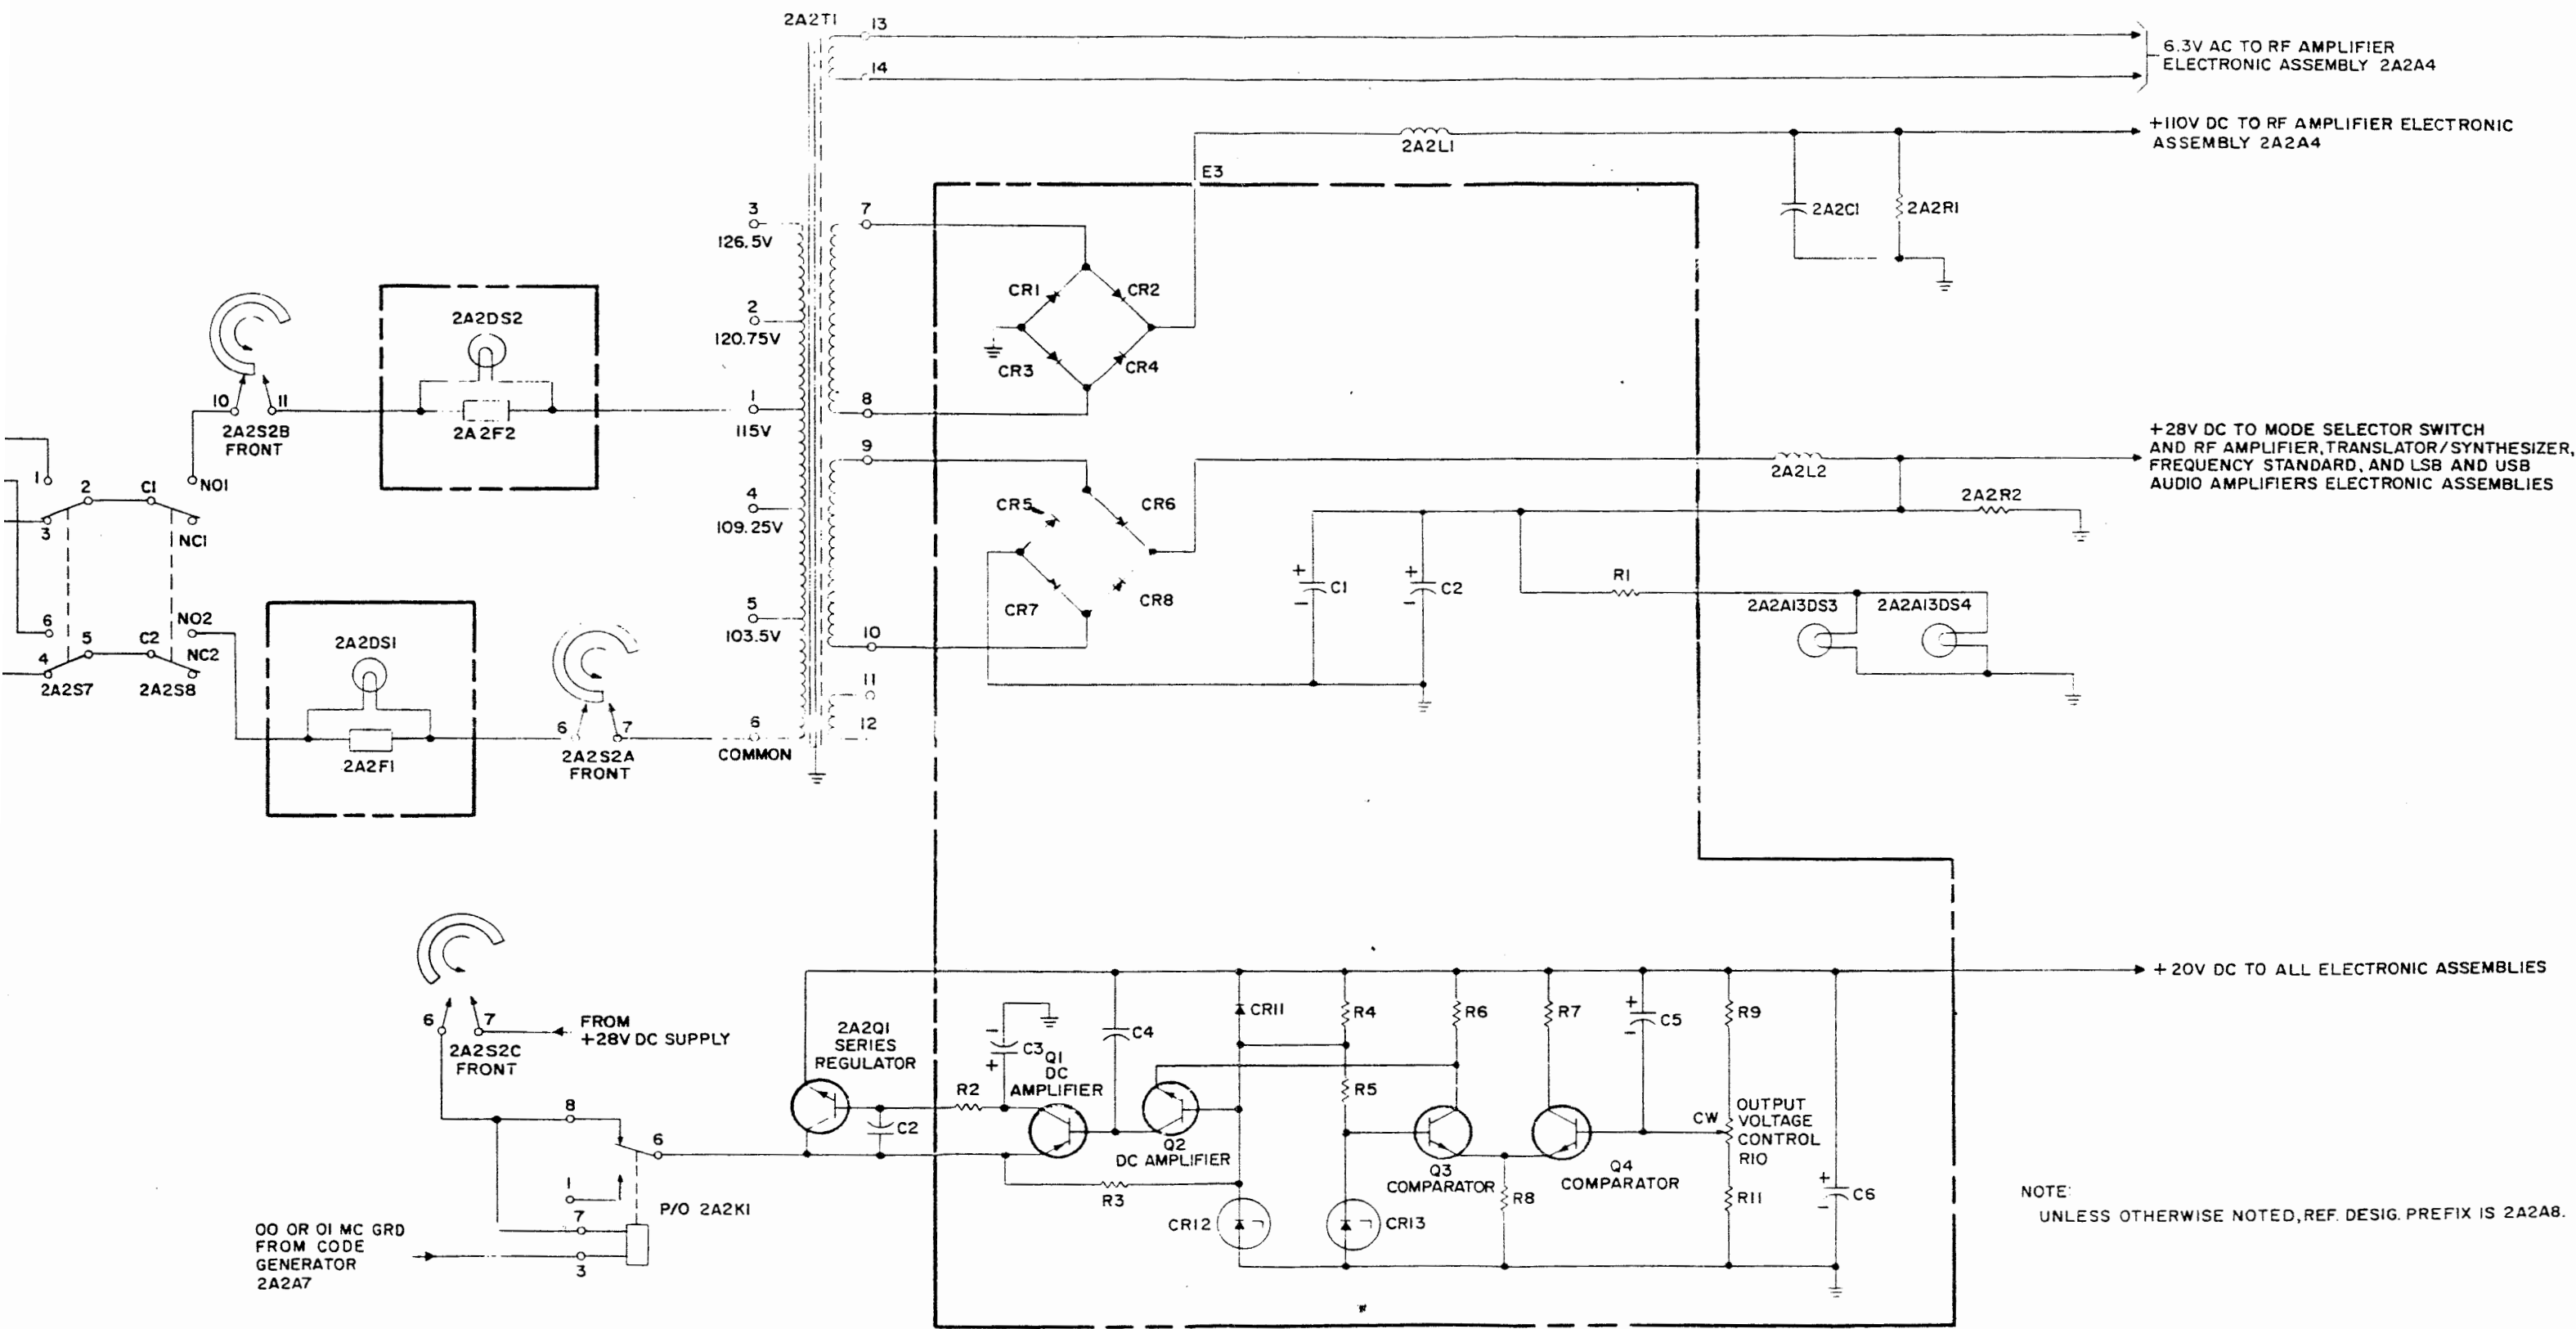 2A2T1
13
14
6.3V AC TO RF AMPLIFIER
ELECTRONIC ASSEMBLY 2A2A4
+110V DC TO RF AMPLIFIER ELECTRONIC
ASSEMBLY 2A2A4
2A2L1
E3
2A2C1
2A2R1
3
126.5V
7
2
120.75V
CR1
CR2
CR3
CR4
2A2DS2
10
11
2A2S2B
FRONT
2A2F2
1
115V
8
9
+28V DC TO MODE SELECTOR SWITCH
AND RF AMPLIFIER, TRANSLATOR/SYNTHESIZER,
FREQUENCY STANDARD, AND LSB AND USB
AUDIO AMPLIFIERS ELECTRONIC ASSEMBLIES
2A2L2
2A2R2
1
2
C1
NO1
3
NC1
4
109.25V
CR5
CR6
CR7
CR8
+
C1
-
+
C2
-
R1
2A2A13DS3
2A2A13DS4
5
103.5V
10
6
5
C2
NO2
4
NC2
2A2S7
2A2S8
2A2DS1
2A2F1
6
7
2A2S2A
FRONT
6
COMMON
11
12
+20V DC TO ALL ELECTRONIC ASSEMBLIES
6
7
FROM
+28V DC SUPPLY
2A2S2C
FRONT
2A2Q1
SERIES
REGULATOR
-
C3
+
Q1
DC
AMPLIFIER
C4
CR11
R4
R6
R7
+
C5
-
R9
R2
R5
C2
Q2
DC AMPLIFIER
R3
CR12
CR13
Q3
COMPARATOR
R8
Q4
COMPARATOR
CW
OUTPUT
VOLTAGE
CONTROL
R10
R11
+
C6
-
8
6
1
7
3
P/O 2A2K1
00 OR 01 MC GRD
FROM CODE
GENERATOR
2A2A7
NOTE:
UNLESS OTHERWISE NOTED, REF. DESIG. PREFIX IS 2A2A8.